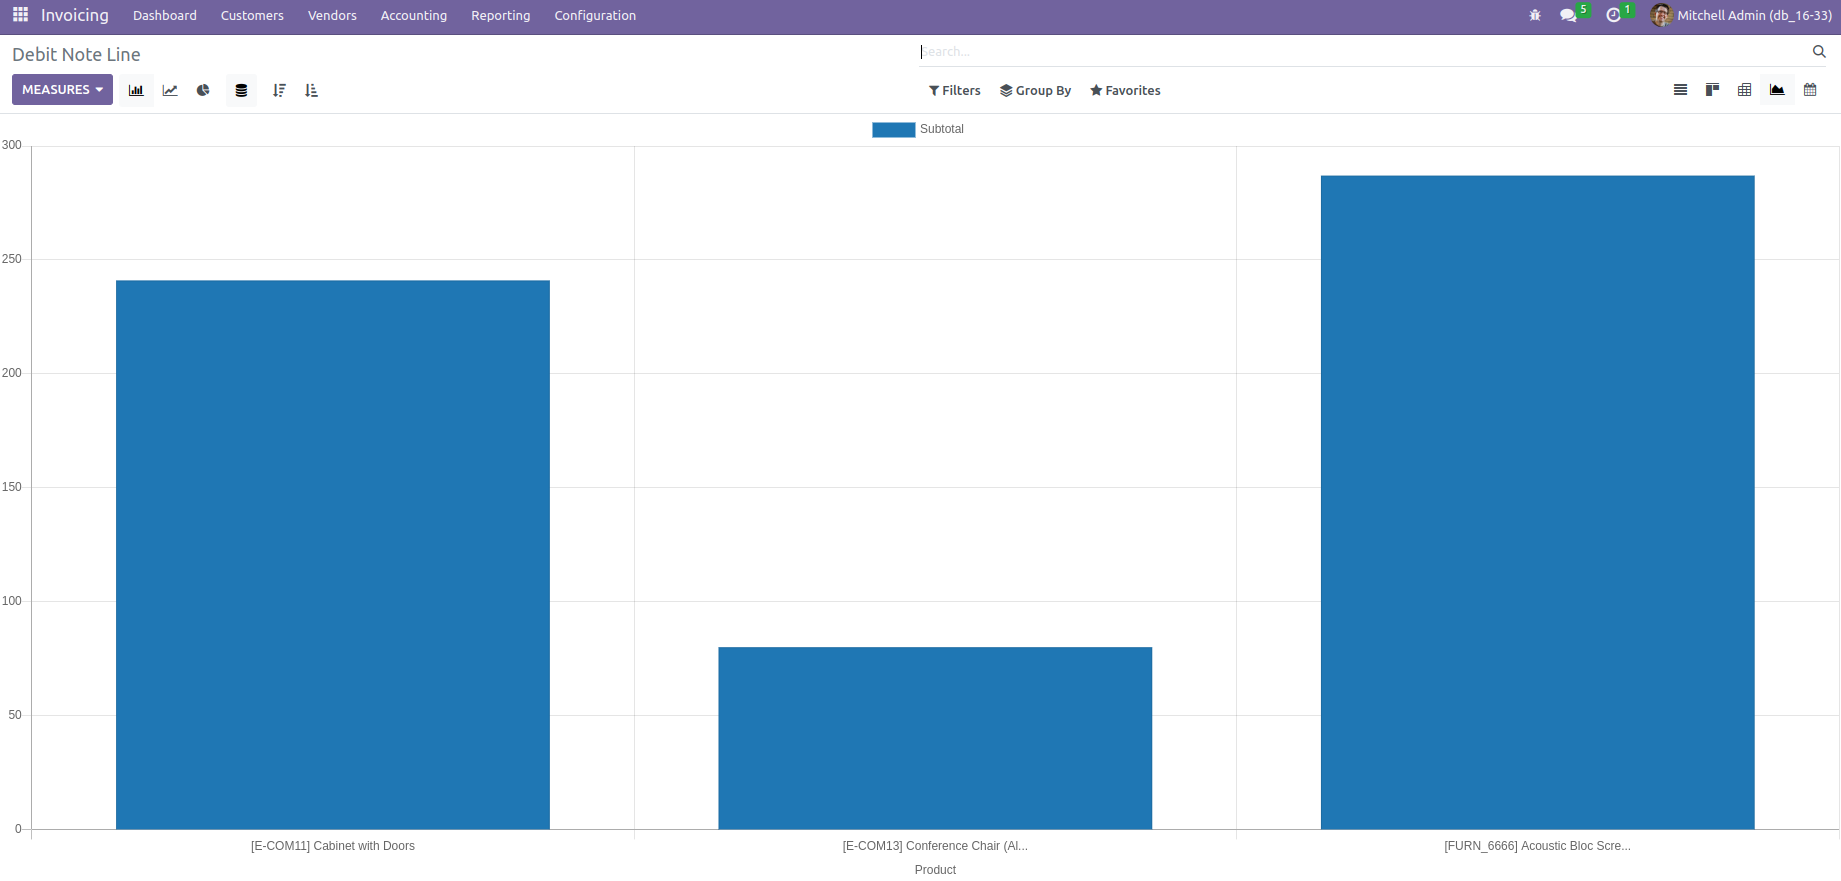 Invoicing Dashboard Customers Vendors Accounting Reporting Configuration 5 1 Mitchell Admin (db_16-33)
Debit Note Line Search...
MEASURES Filters Group By Favorites
Subtotal
300
250
200
150
100
50
0
[E-COM11] Cabinet with Doors [E-COM13] Conference Chair (Al... [FURN_6666] Acoustic Bloc Scre...
Product